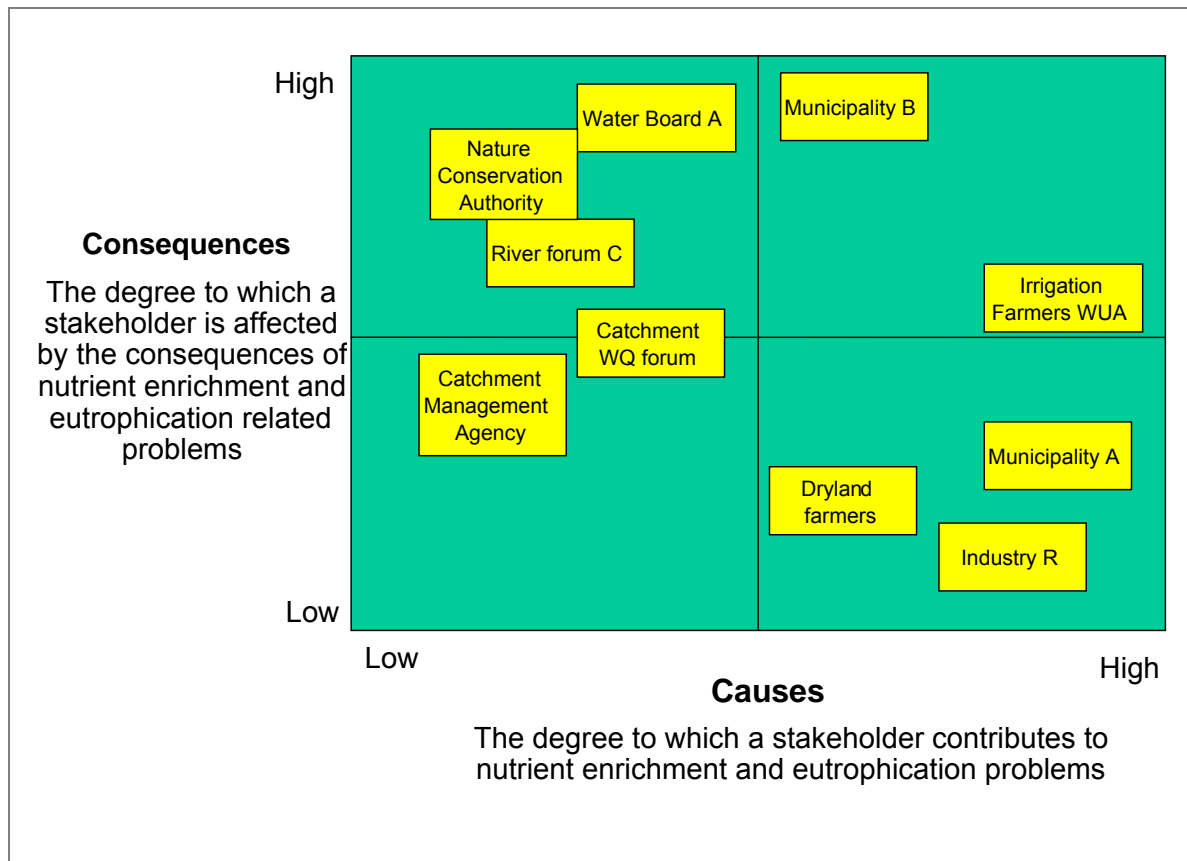 High
Water Board A
Municipality B
Nature
Conservation
Authority
River forum C
Consequences
The degree to which a
stakeholder is affected
by the consequences of
nutrient enrichment and
eutrophication related
problems
Irrigation
Farmers WUA
Catchment
WQ forum
Catchment
Management
Agency
Municipality A
Dryland
farmers
Industry R
Low
Low
High
Causes
The degree to which a stakeholder contributes to
nutrient enrichment and eutrophication problems